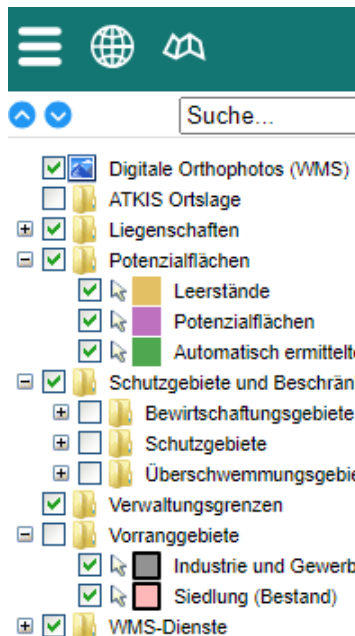 Suche...
Digitale Orthophotos (WMS)
ATKIS Ortslage
Liegenschaften
Potenzialflächen
Leerstände
Potenzialflächen
Automatisch ermittelte
Schutzgebiete und Beschrän
Bewirtschaftungsgebiete
Schutzgebiete
Überschwemmungsgebie
Verwaltungsgrenzen
Vorranggebiete
Industrie und Gewerb
Siedlung (Bestand)
WMS-Dienste